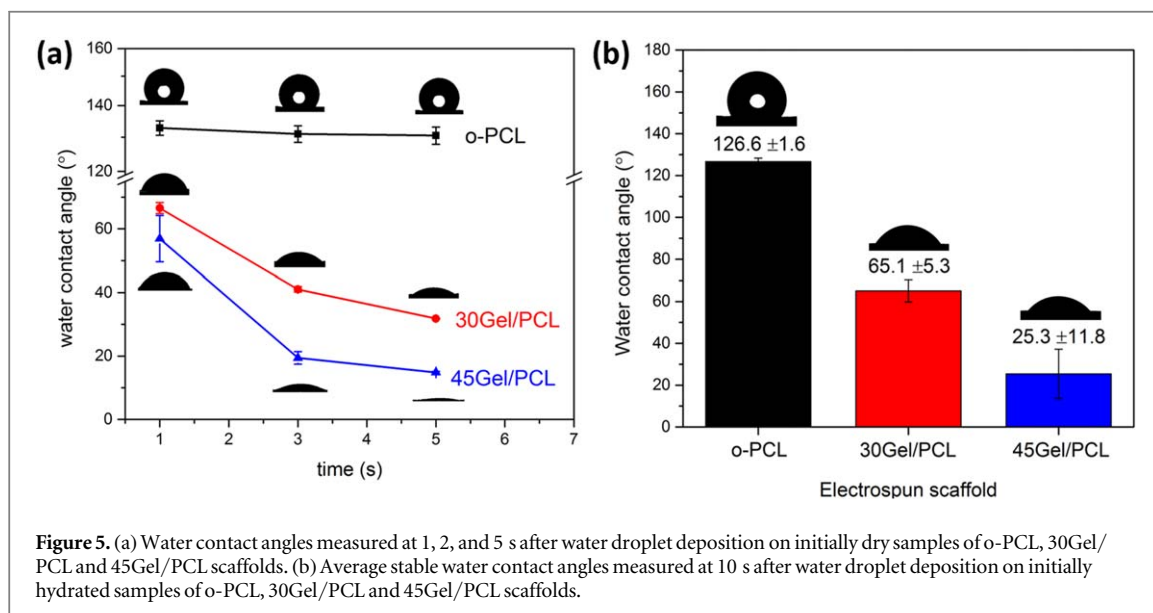 (a)
160
140
120
60
40
20
0
water contact angle (°)
o-PCL
30Gel/PCL
45Gel/PCL
1 2 3 4 5 6 7
time (s)
(b)
180
160
140
120
100
80
60
40
20
0
Water contact angle (°)
126.6 ±1.6
65.1 ±5.3
25.3 ±11.8
o-PCL 30Gel/PCL 45Gel/PCL
Electrospun scaffold
Figure 5. (a) Water contact angles measured at 1, 2, and 5 s after water droplet deposition on initially dry samples of o-PCL, 30Gel/
PCL and 45Gel/PCL scaffolds. (b) Average stable water contact angles measured at 10 s after water droplet deposition on initially
hydrated samples of o-PCL, 30Gel/PCL and 45Gel/PCL scaffolds.